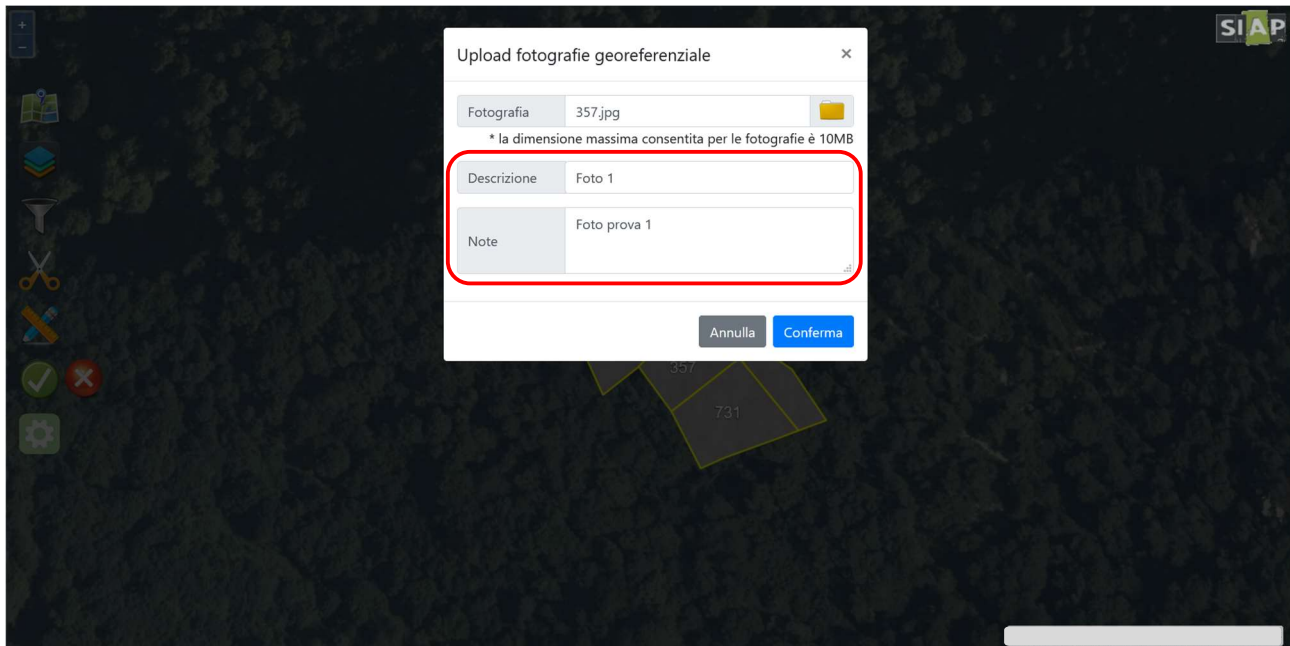 +
-
SIAP
Upload fotografie georeferenziale ×
Fotografia 357.jpg
* la dimensione massima consentita per le fotografie è 10MB
Descrizione Foto 1
Note Foto prova 1
Annulla Conferma
357
731